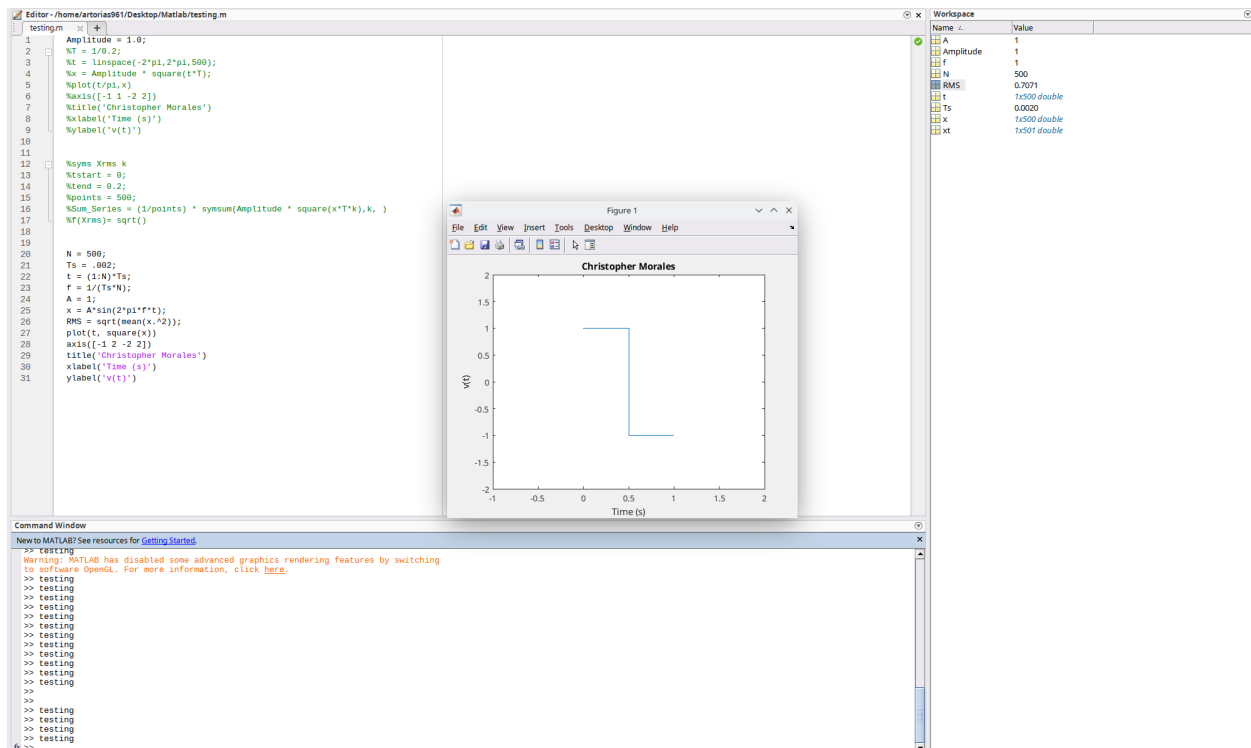 Editor - /home/artorias961/Desktop/Matlab/testing.m
testing.m
1 Amplitude = 1.0;
2 %T = 1/0.2;
3 %t = linspace(-2*pi,2*pi,500);
4 %x = Amplitude * square(t*T);
5 %plot(t/pi,x)
6 %axis([-1 1 -2 2])
7 %title('Christopher Morales')
8 %xlabel('Time (s)')
9 %ylabel('v(t)')
10
11
12 %syms Xrms k
13 %tstart = 0;
14 %tend = 0.2;
15 %points = 500;
16 %Sum_Series = (1/points) * symsum(Amplitude * square(x*T*k),k, )
17 %f(Xrms)= sqrt()
18
19
20 N = 500;
21 Ts = .002;
22 t = (1:N)*Ts;
23 f = 1/(Ts*N);
24 A = 1;
25 x = A*sin(2*pi*f*t);
26 RMS = sqrt(mean(x.^2));
27 plot(t, square(x))
28 axis([-1 2 -2 2])
29 title('Christopher Morales')
30 xlabel('Time (s)')
31 ylabel('v(t)')
Figure 1
File Edit View Insert Tools Desktop Window Help
Christopher Morales
2
1.5
1
0.5
0
-0.5
-1
-1.5
-2
v(t)
-1 -0.5 0 0.5 1 1.5 2
Time (s)
Workspace
Name Value
A 1
Amplitude 1
f 1
N 500
RMS 0.7071
t 1x500 double
Ts 0.0020
x 1x500 double
xt 1x501 double
Command Window
New to MATLAB? See resources for Getting Started.
>> testing
Warning: MATLAB has disabled some advanced graphics rendering features by switching
to software OpenGL. For more information, click here.
>> testing
>> testing
>> testing
>> testing
>> testing
>> testing
>> testing
>> testing
>> testing
>> testing
>> testing
>> testing
>>
>>
>> testing
>> testing
>> testing
>> testing
fx >>